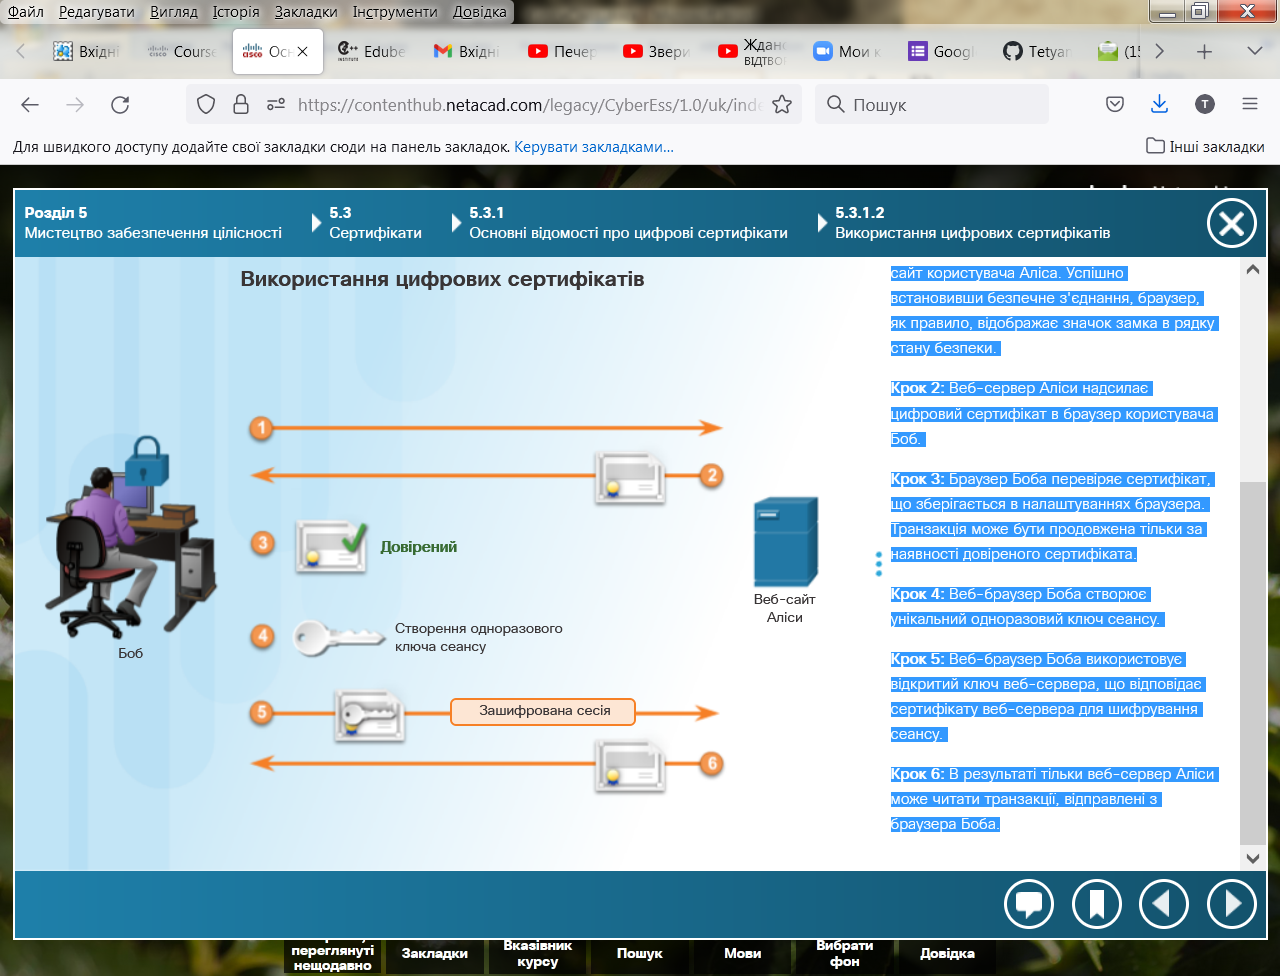 Файл Редагувати Вигляд Історія Закладки Інструменти Довідка
Вхідні Course Осн Edube Вхідні Печер Звери Ждан Мои к Google Tetyan (15
ВІДТВО
https://contenthub.netacad.com/legacy/CyberEss/1.0/uk/inde Пошук T
Для швидкого доступу додайте свої закладки сюди на панель закладок. Керувати закладками... Інші закладки
Розділ 5 5.3 5.3.1 5.3.1.2
Мистецтво забезпечення цілісності Сертифікати Основні відомості про цифрові сертифікати Використання цифрових сертифікатів
Використання цифрових сертифікатів
1
2
3
Довірений
4
Створення одноразового
ключа сеансу
5
Зашифрована сесія
6
Боб
Веб-сайт
Аліси
сайт користувача Аліса. Успішно
встановивши безпечне з'єднання, браузер,
як правило, відображає значок замка в рядку
стану безпеки.
Крок 2: Веб-сервер Аліси надсилає
цифровий сертифікат в браузер користувача
Боб.
Крок 3: Браузер Боба перевіряє сертифікат,
що зберігається в налаштуваннях браузера.
Транзакція може бути продовжена тільки за
наявності довіреного сертифіката.
Крок 4: Веб-браузер Боба створює
унікальний одноразовий ключ сеансу.
Крок 5: Веб-браузер Боба використовує
відкритий ключ веб-сервера, що відповідає
сертифікату веб-сервера для шифрування
сеансу.
Крок 6: В результаті тільки веб-сервер Аліси
може читати транзакції, відправлені з
браузера Боба.
переглянуті
нещодавно
Закладки
Вказівник
курсу
Пошук
Мови
Вибрати
фон
Довідка